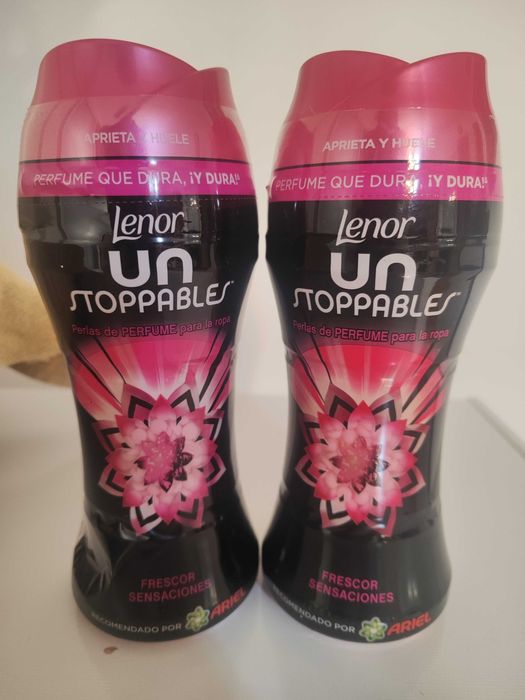 APRIETA Y HUELE
PERFUME QUE DURA, ¡Y DURA!*
Lenor
UN
STOPPABLES™
Perlas de PERFUME para la ropa
FRESCOR
SENSACIONES
RECOMENDADO POR ARIEL
APRIETA Y HUELE
PERFUME QUE DURA, ¡Y DURA!*
Lenor
UN
STOPPABLES™
Perlas de PERFUME para la ropa
FRESCOR
SENSACIONES
RECOMENDADO POR ARIEL